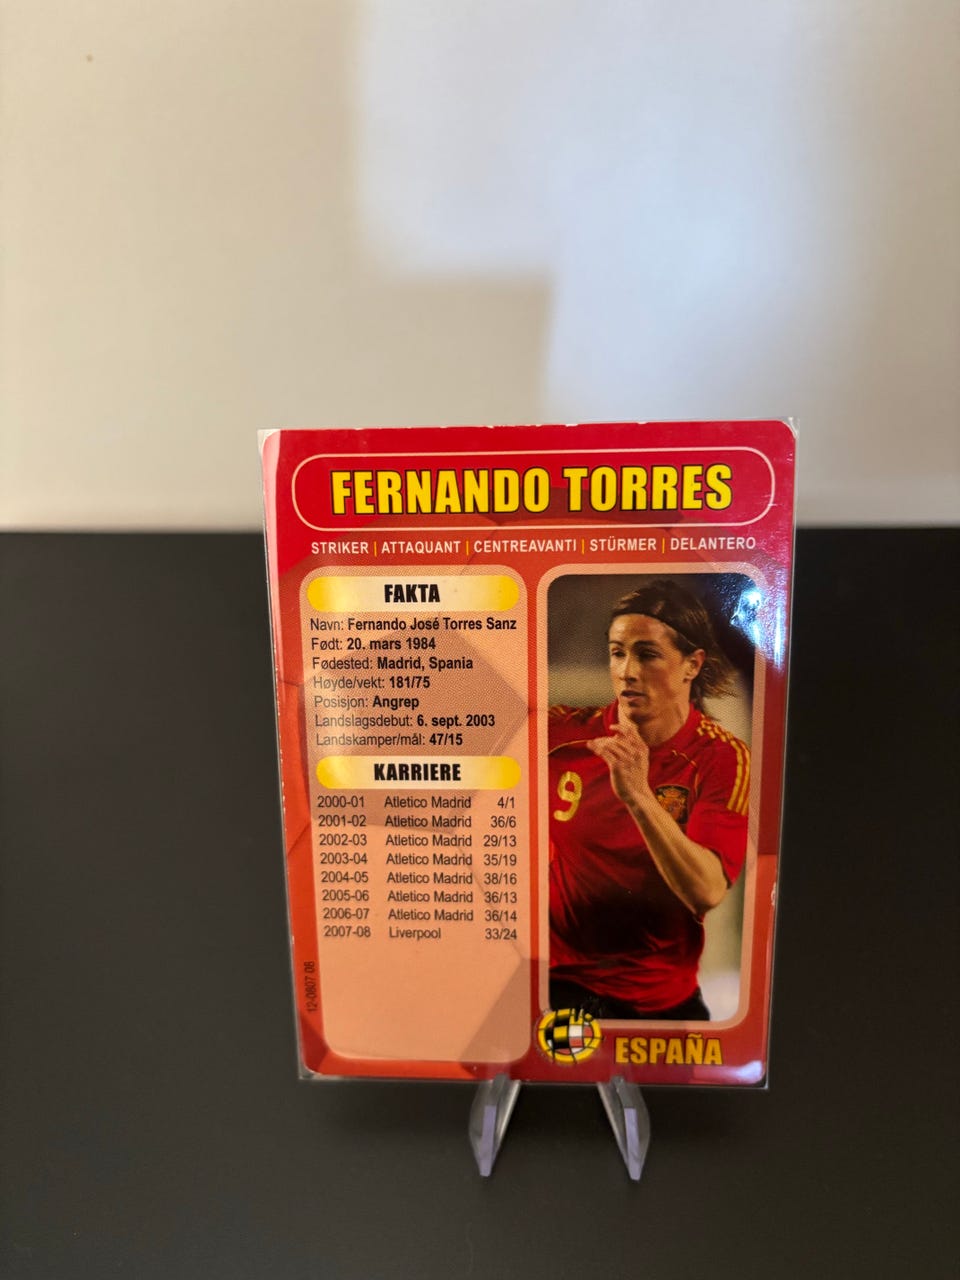 FERNANDO TORRES
STRIKER | ATTAQUANT | CENTREAVANTI | STÜRMER | DELANTERO
FAKTA
Navn: Fernando José Torres Sanz
Født: 20. mars 1984
Fødested: Madrid, Spania
Høyde/vekt: 181/75
Posisjon: Angrep
Landslagsdebut: 6. sept. 2003
Landskamper/mål: 47/15
KARRIERE
2000-01 Atletico Madrid 4/1
2001-02 Atletico Madrid 36/6
2002-03 Atletico Madrid 29/13
2003-04 Atletico Madrid 35/19
2004-05 Atletico Madrid 38/16
2005-06 Atletico Madrid 36/13
2006-07 Atletico Madrid 36/14
2007-08 Liverpool 33/24
12-0807 08
9
ESPAÑA